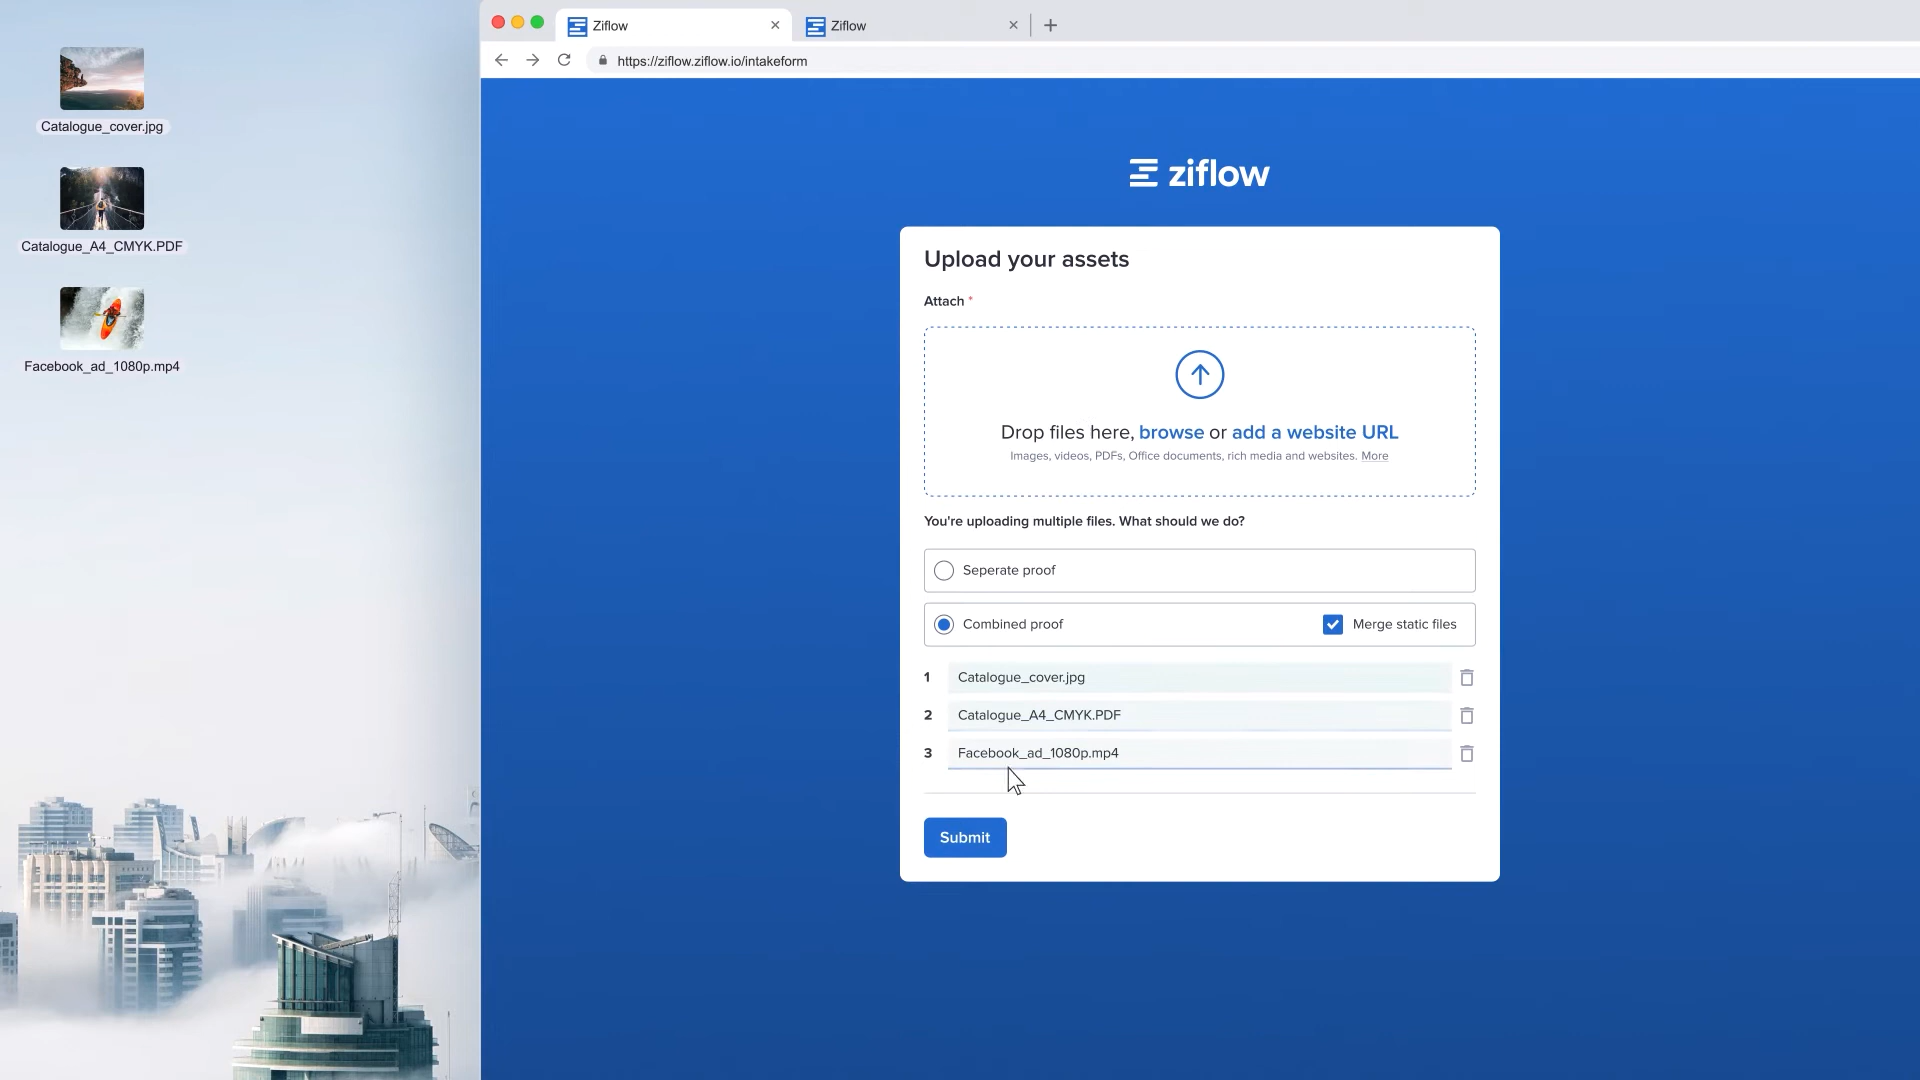 Catalogue_cover.jpg
Catalogue_A4_CMYK.PDF
Facebook_ad_1080p.mp4
Ziflow
Ziflow
https://ziflow.ziflow.io/intakeform
ziflow
Upload your assets
Attach *
Drop files here, browse or add a website URL
Images, videos, PDFs, Office documents, rich media and websites. More
You're uploading multiple files. What should we do?
Seperate proof
Combined proof
Merge static files
1 Catalogue_cover.jpg
2 Catalogue_A4_CMYK.PDF
3 Facebook_ad_1080p.mp4
Submit